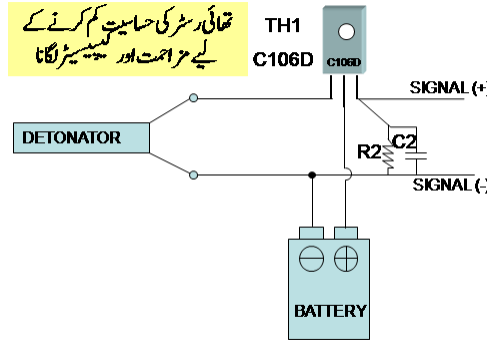 تھائی رسٹر کی حساسیت کم کرنے کے
لیے مزاحمت اور کیپیسیٹر لگانا
TH1
C106D
C106D
SIGNAL (+)
DETONATOR
R2
C2
SIGNAL (-)
BATTERY